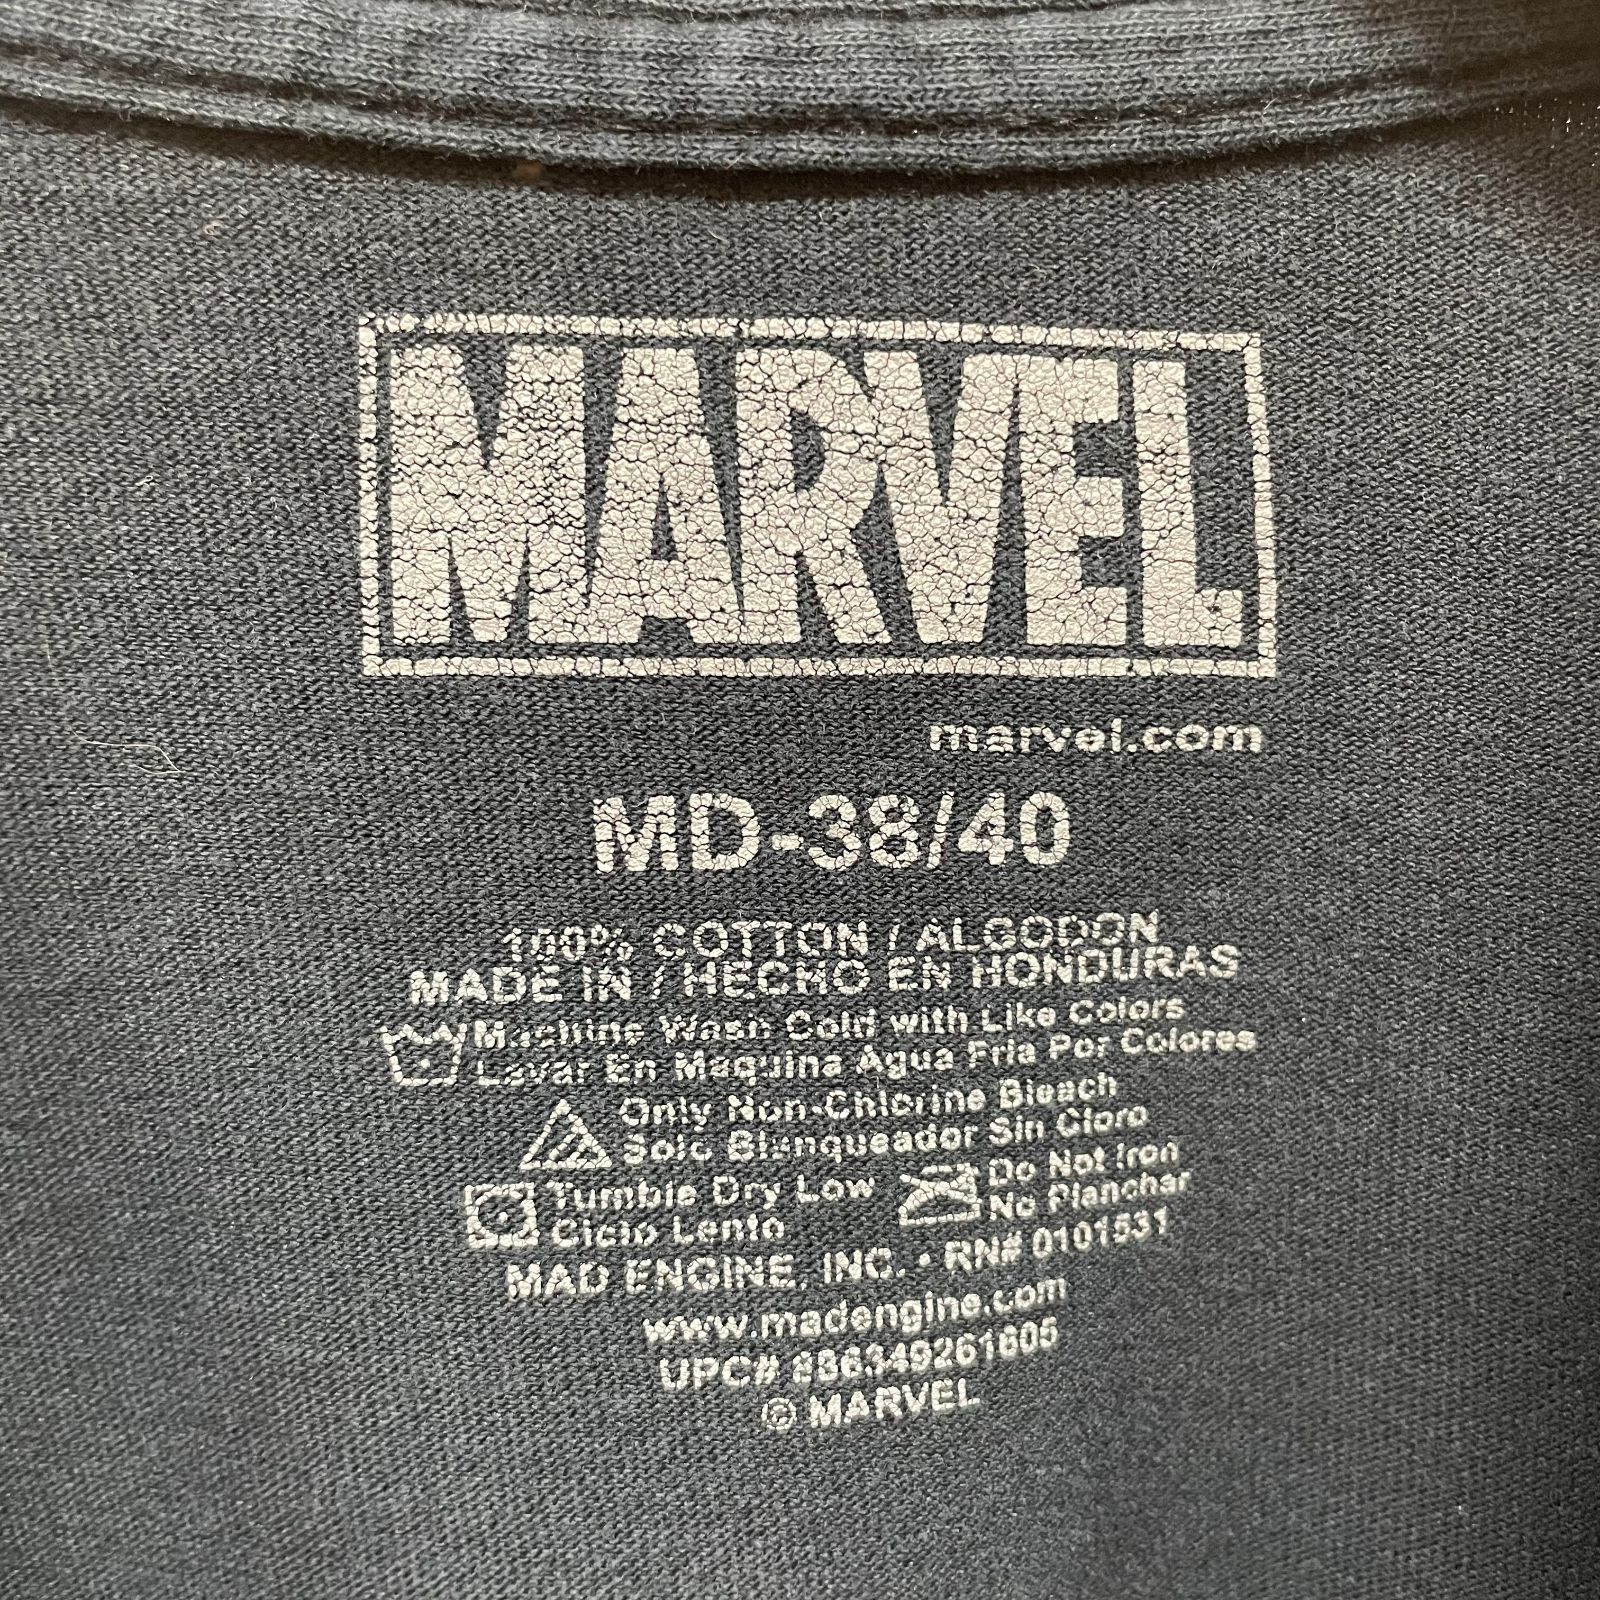 MARVEL
marvel.com
MD-38/40
100% COTTON / ALGODON
MADE IN / HECHO EN HONDURAS
Machine Wash Cold with Like Colors
Lavar En Maquina Agua Fria Por Colores
Only Non-Chlorine Bleach
Solo Blanqueador Sin Cloro
Tumble Dry Low
Ciclo Lento
Do Not Iron
No Planchar
MAD ENGINE, INC. • RN# 0101531
www.madengine.com
UPC# 886349261605
© MARVEL